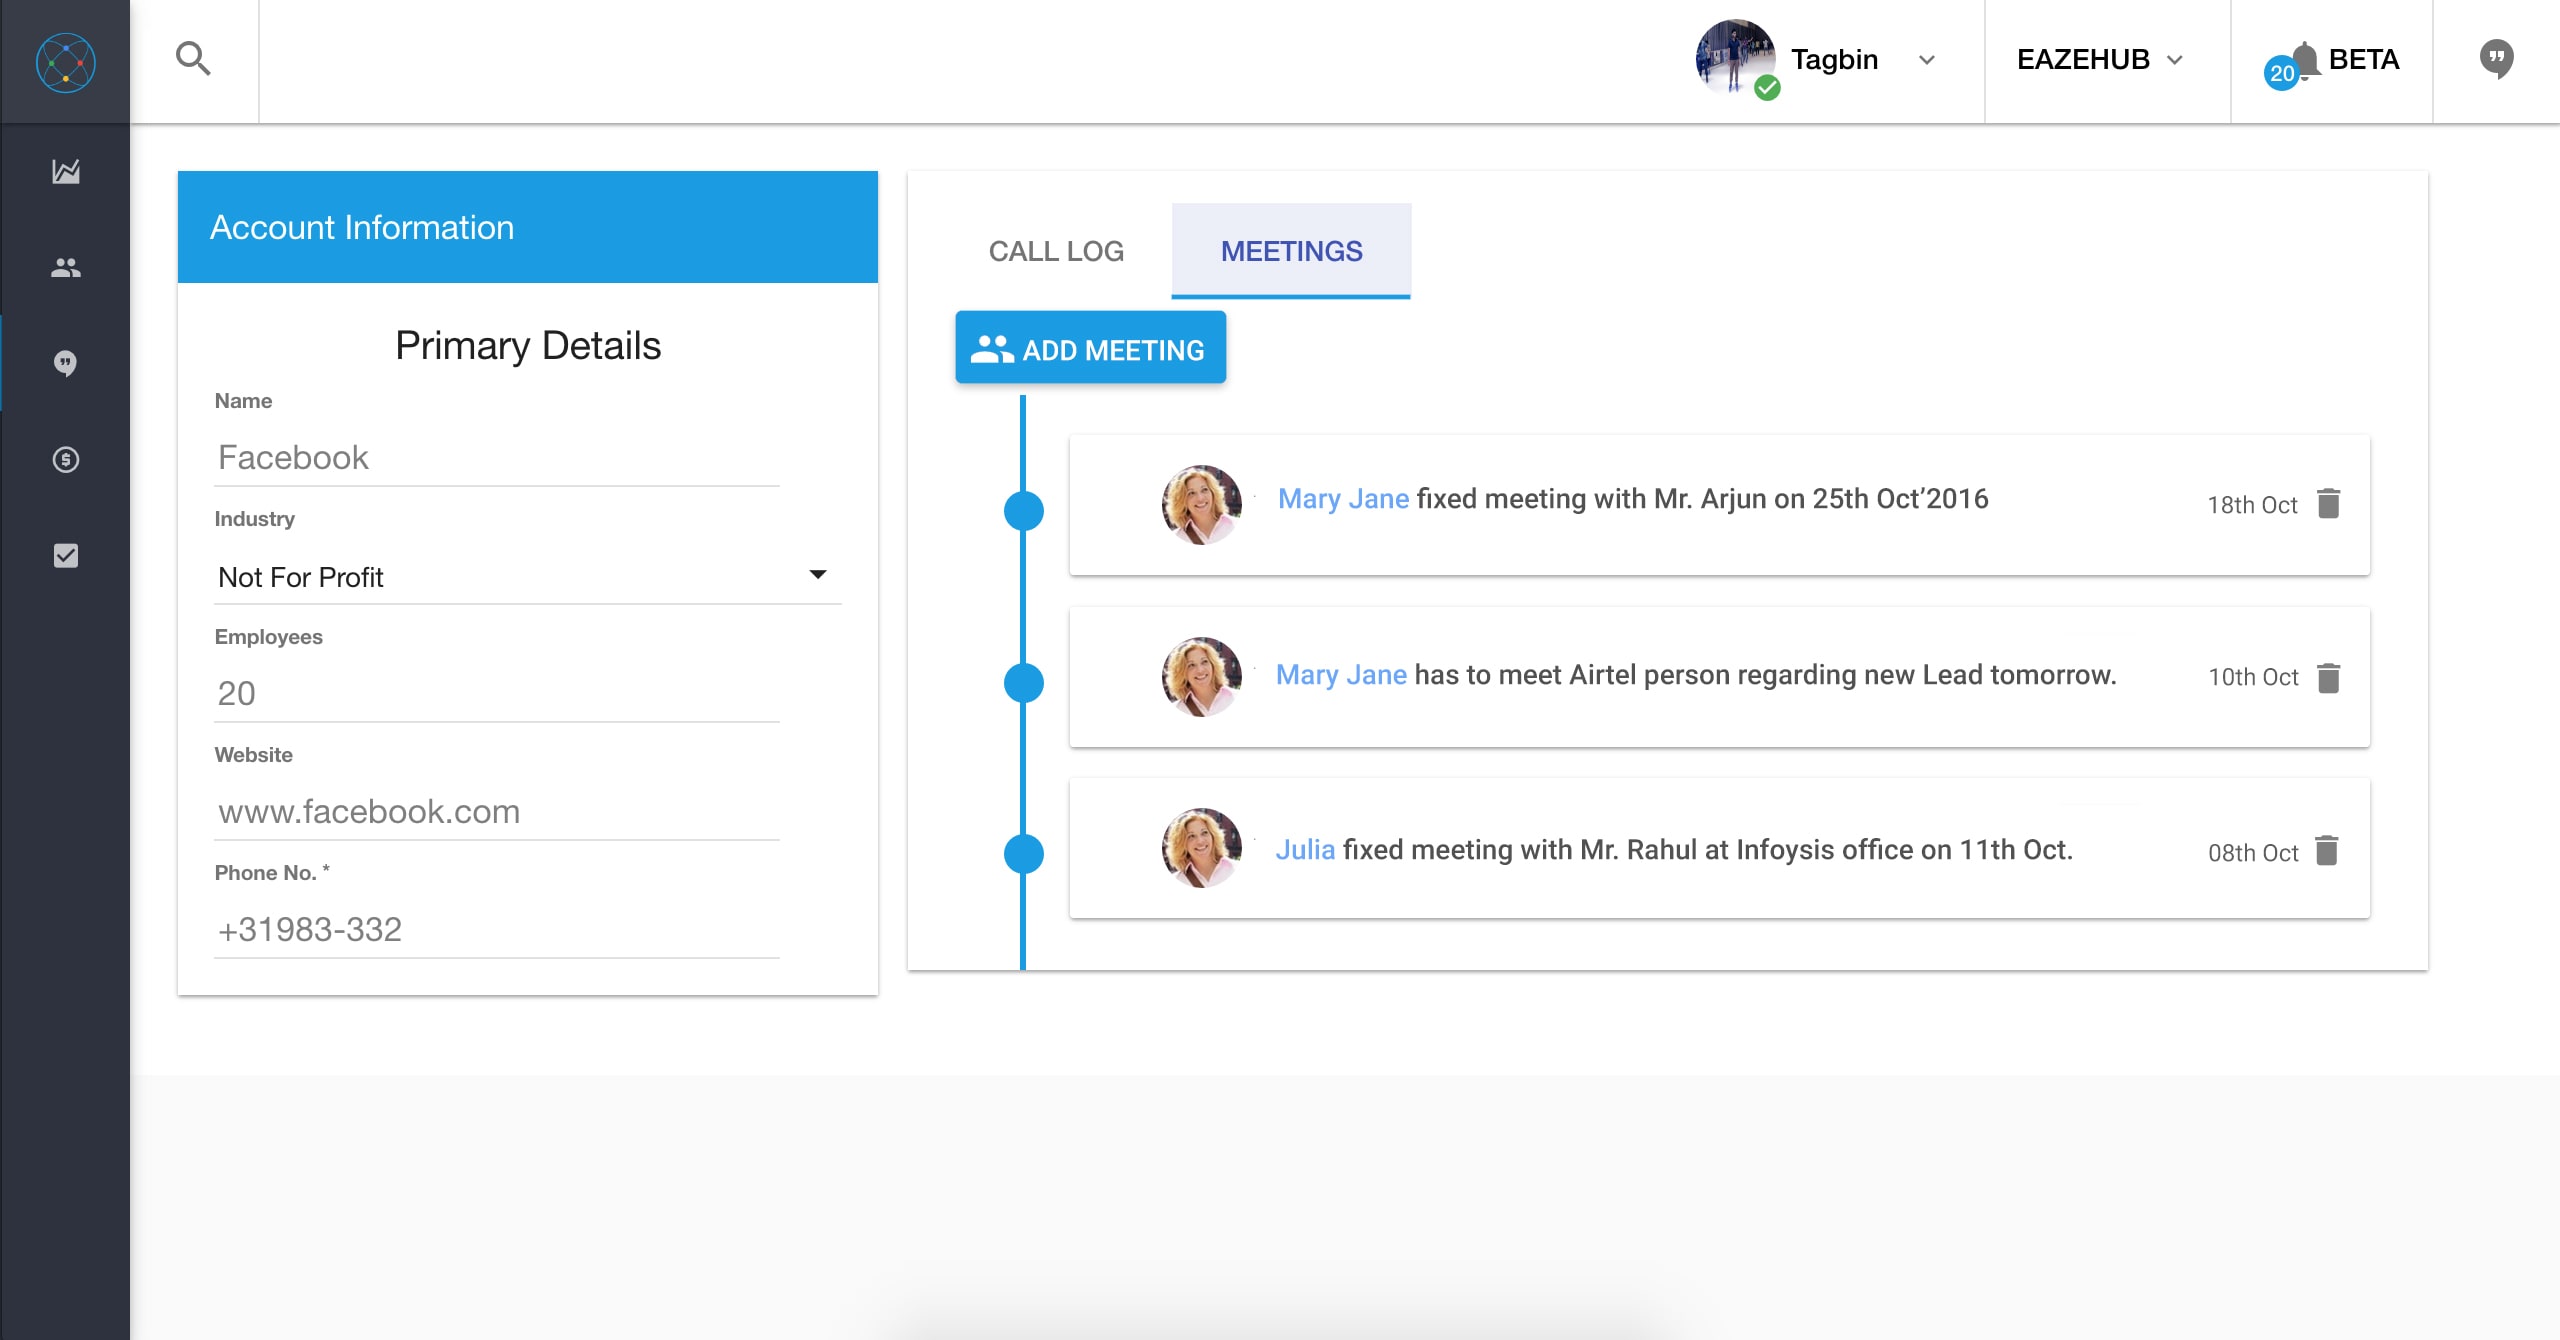 Tagbin
EAZEHUB
20
BETA
Account Information
Primary Details
Name
Facebook
Industry
Not For Profit
Employees
20
Website
www.facebook.com
Phone No. *
+31983-332
CALL LOG
MEETINGS
ADD MEETING
Mary Jane fixed meeting with Mr. Arjun on 25th Oct’2016
18th Oct
Mary Jane has to meet Airtel person regarding new Lead tomorrow.
10th Oct
Julia fixed meeting with Mr. Rahul at Infoysis office on 11th Oct.
08th Oct